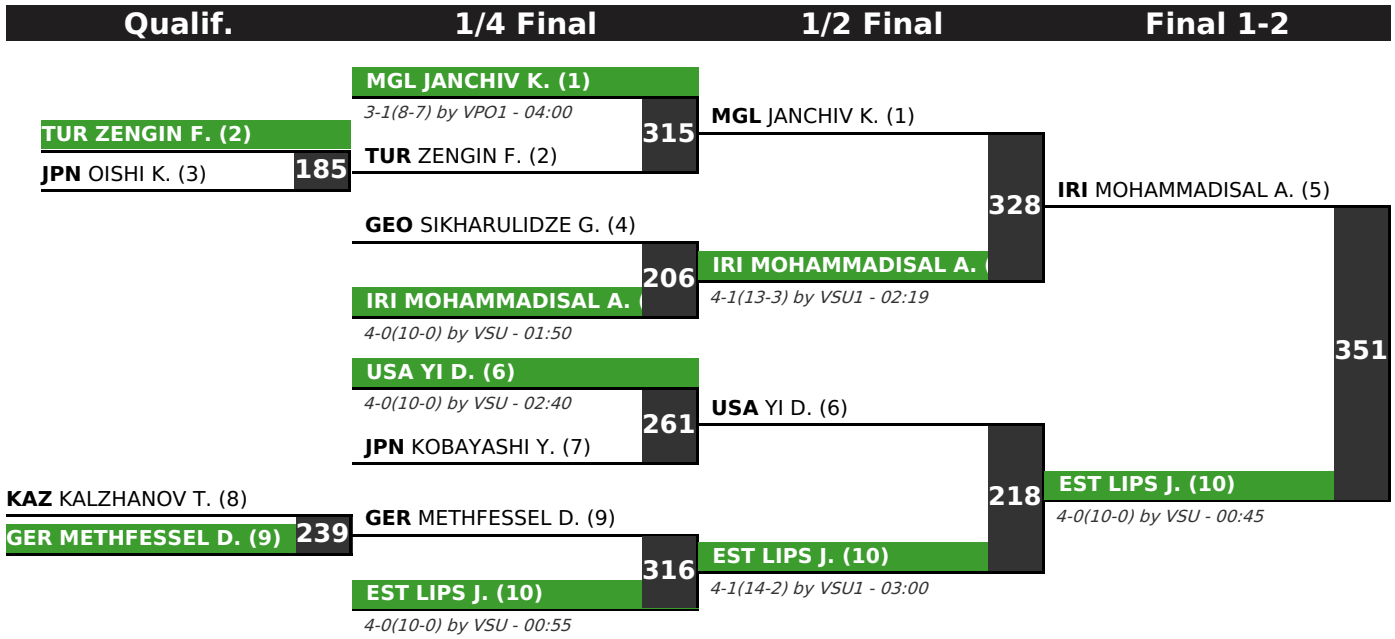 Qualif.
1/4 Final
1/2 Final
Final 1-2
TUR ZENGIN F. (2)
JPN OISHI K. (3)
185
KAZ KALZHANOV T. (8)
GER METHFESSEL D. (9)
239
MGL JANCHIV K. (1)
3-1(8-7) by VPO1 - 04:00
TUR ZENGIN F. (2)
315
GEO SIKHARULIDZE G. (4)
206
IRI MOHAMMADISAL A. (
4-0(10-0) by VSU - 01:50
USA YI D. (6)
4-0(10-0) by VSU - 02:40
261
JPN KOBAYASHI Y. (7)
GER METHFESSEL D. (9)
316
EST LIPS J. (10)
4-0(10-0) by VSU - 00:55
MGL JANCHIV K. (1)
328
IRI MOHAMMADISAL A. (
4-1(13-3) by VSU1 - 02:19
USA YI D. (6)
218
EST LIPS J. (10)
4-1(14-2) by VSU1 - 03:00
IRI MOHAMMADISAL A. (5)
351
EST LIPS J. (10)
4-0(10-0) by VSU - 00:45